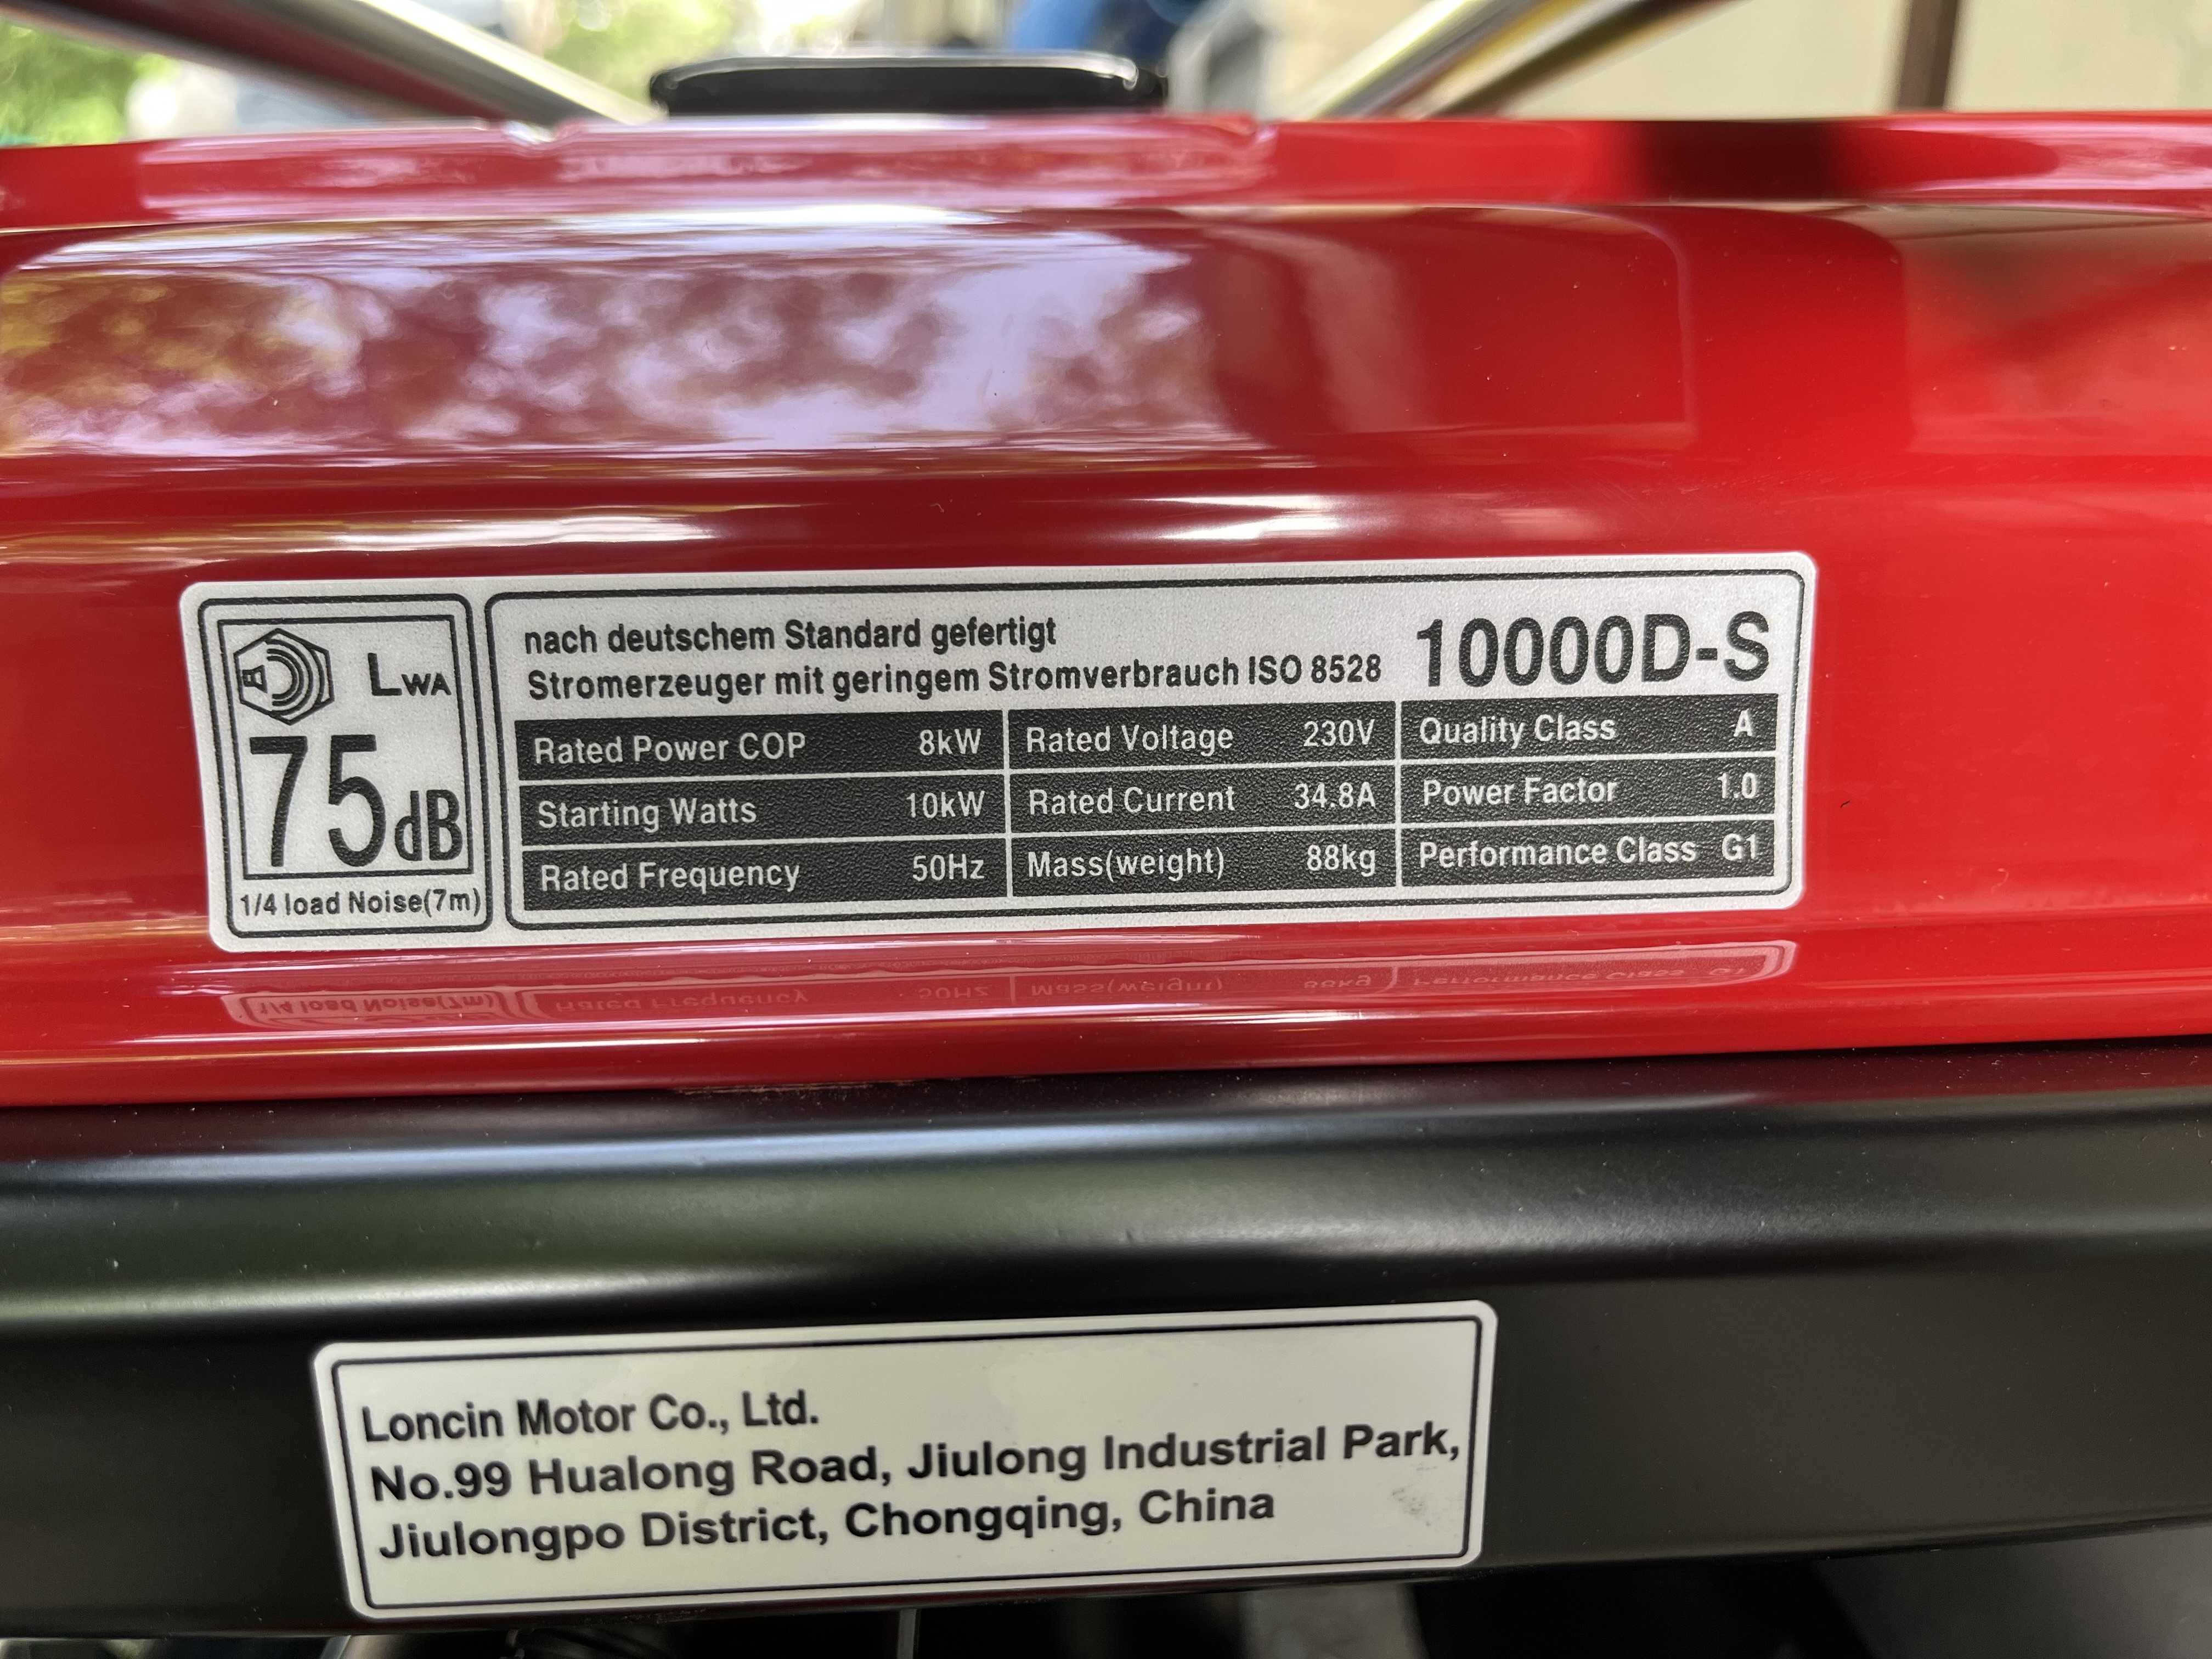 LWA
75dB
1/4 load Noise(7m)
nach deutschem Standard gefertigt
Stromerzeuger mit geringem Stromverbrauch ISO 8528
10000D-S
Rated Power COP 8kW Rated Voltage 230V Quality Class A
Starting Watts 10kW Rated Current 34.8A Power Factor 1.0
Rated Frequency 50Hz Mass(weight) 88kg Performance Class G1
Loncin Motor Co., Ltd.
No.99 Hualong Road, Jiulong Industrial Park,
Jiulongpo District, Chongqing, China